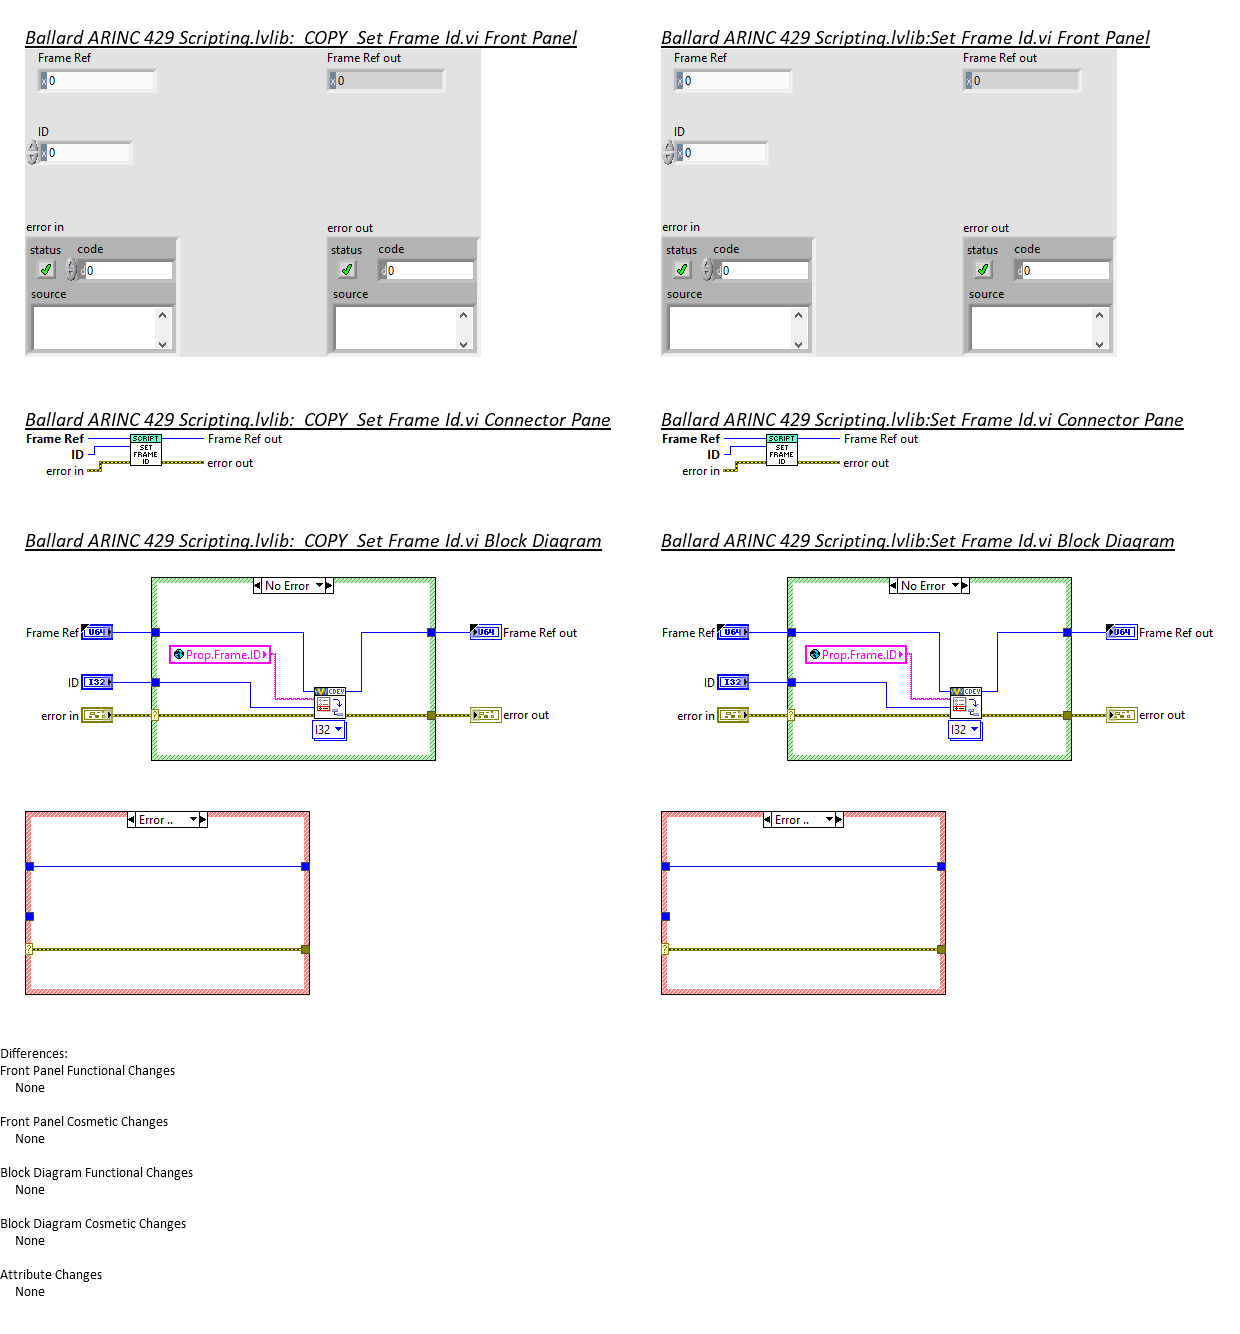 Ballard ARINC 429 Scripting.lvlib:_COPY_Set Frame Id.vi Front Panel
Frame Ref
Frame Ref out
x 0
x 0
ID
x 0
error in
error out
status
code
status
code
d 0
d 0
source
source
Ballard ARINC 429 Scripting.lvlib:Set Frame Id.vi Front Panel
Frame Ref
Frame Ref out
x 0
x 0
ID
x 0
error in
error out
status
code
status
code
d 0
d 0
source
source
Ballard ARINC 429 Scripting.lvlib:_COPY_Set Frame Id.vi Connector Pane
Frame Ref
SCRIPT
Frame Ref out
ID
SET
FRAME
ID
error in
error out
Ballard ARINC 429 Scripting.lvlib:Set Frame Id.vi Connector Pane
Frame Ref
SCRIPT
Frame Ref out
ID
SET
FRAME
ID
error in
error out
Ballard ARINC 429 Scripting.lvlib:_COPY_Set Frame Id.vi Block Diagram
No Error
Frame Ref
U64
U64
Frame Ref out
Prop.Frame.ID
ID
I32
CDEV
error in
?
error out
I32
Error ..
?
Ballard ARINC 429 Scripting.lvlib:Set Frame Id.vi Block Diagram
No Error
Frame Ref
U64
U64
Frame Ref out
Prop.Frame.ID
ID
I32
CDEV
error in
?
error out
I32
Error ..
?
Differences:
Front Panel Functional Changes
None
Front Panel Cosmetic Changes
None
Block Diagram Functional Changes
None
Block Diagram Cosmetic Changes
None
Attribute Changes
None